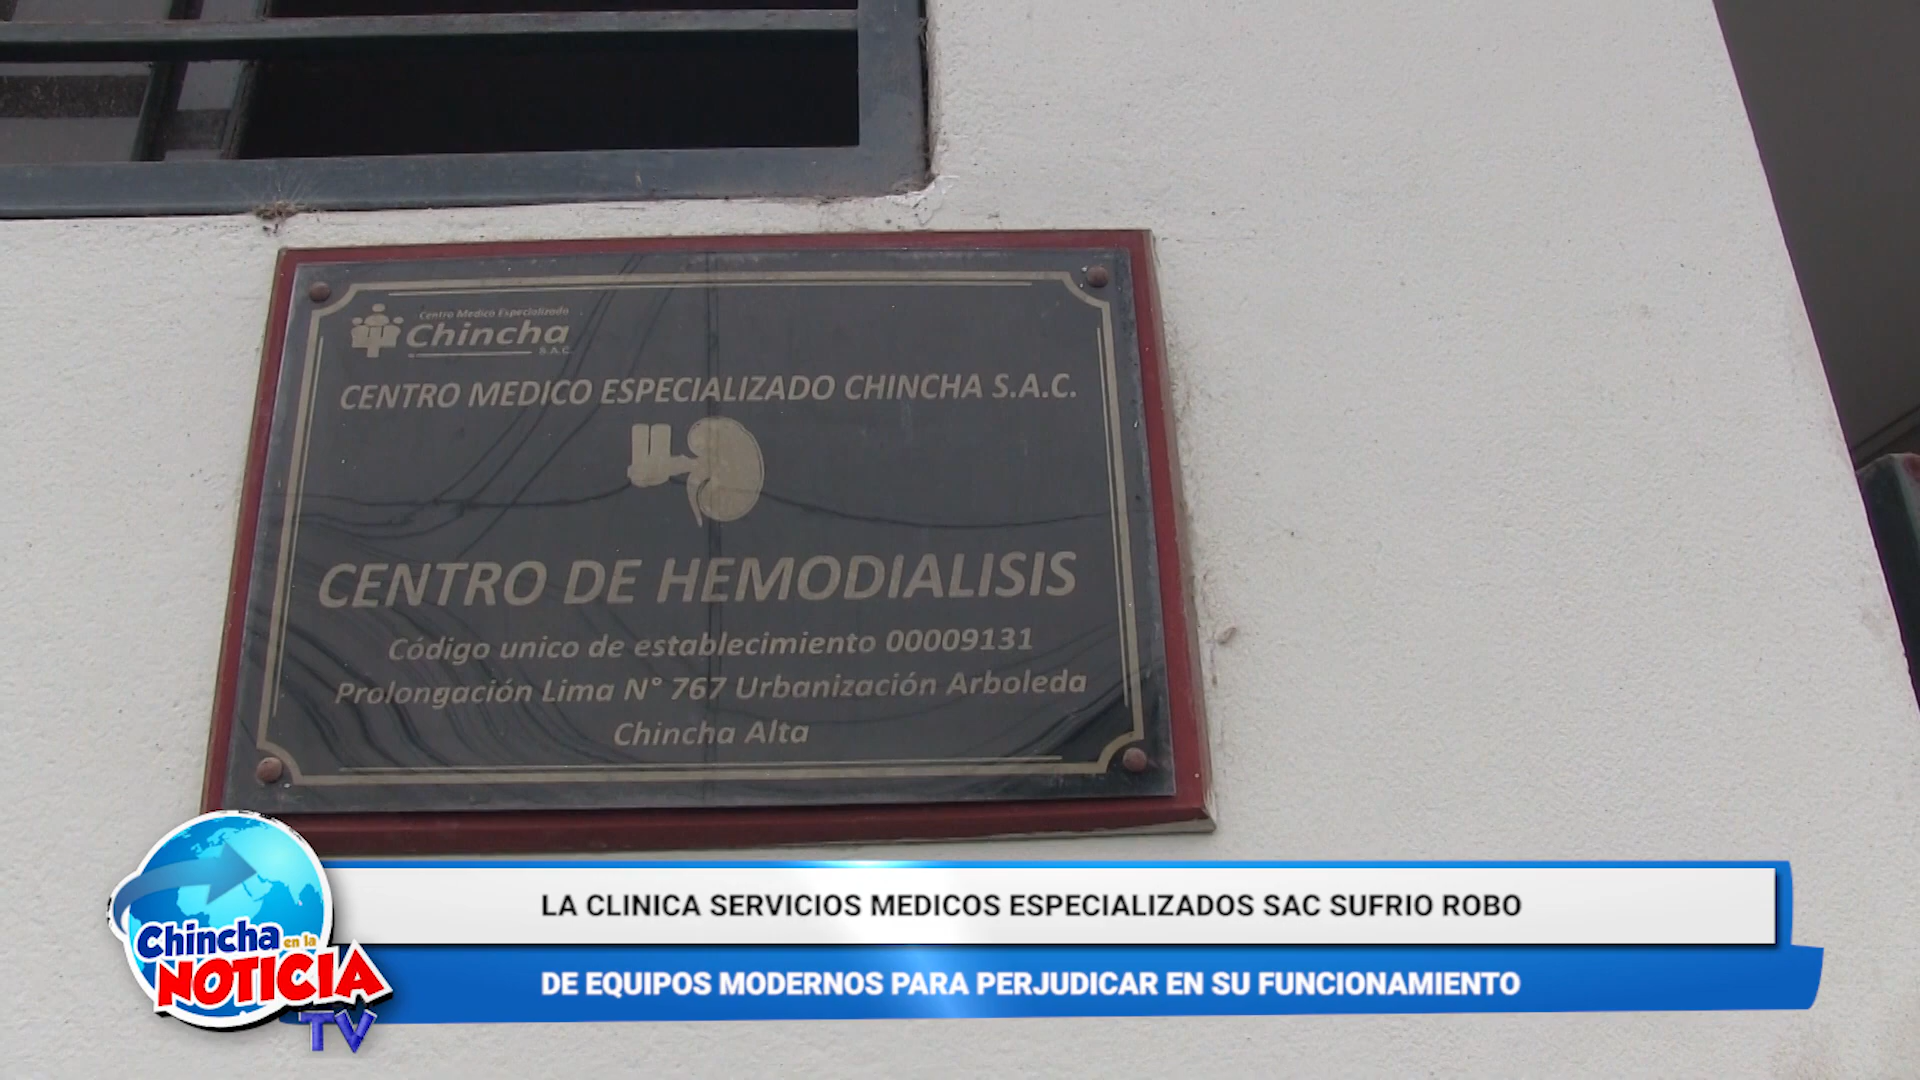 Centro Medico Especializado
Chincha
S.A.C.
CENTRO MEDICO ESPECIALIZADO CHINCHA S.A.C.
CENTRO DE HEMODIALISIS
Código unico de establecimiento 00009131
Prolongación Lima N° 767 Urbanización Arboleda
Chincha Alta
LA CLINICA SERVICIOS MEDICOS ESPECIALIZADOS SAC SUFRIO ROBO
DE EQUIPOS MODERNOS PARA PERJUDICAR EN SU FUNCIONAMIENTO
Chincha en la
NOTICIA
TV